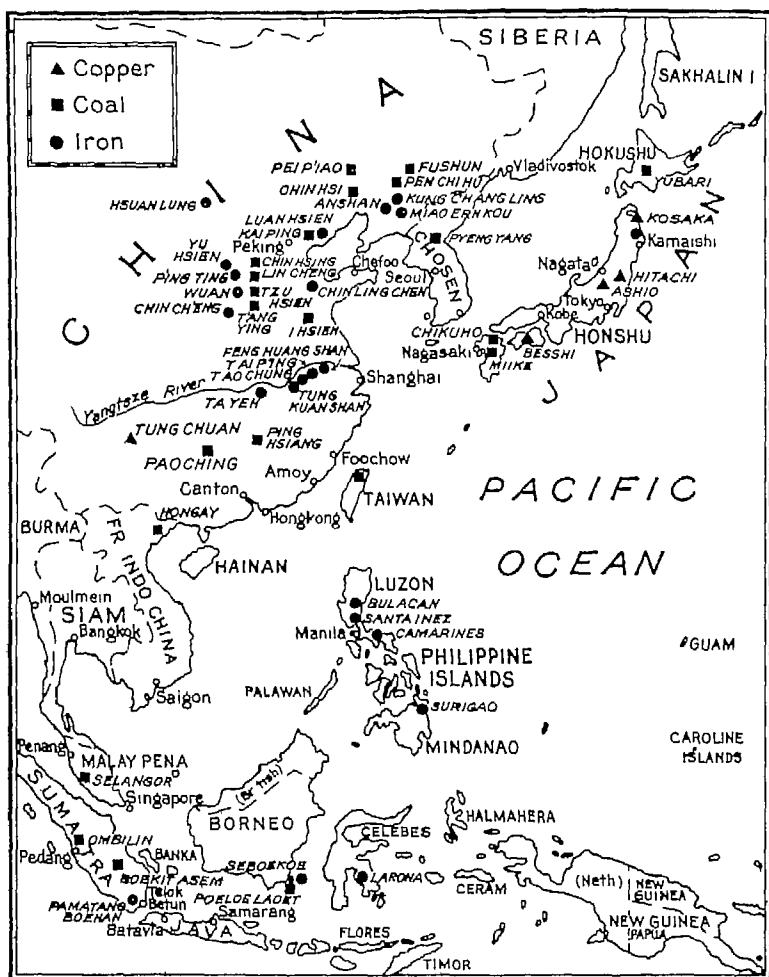 SIBERIA
SAKHALIN I
Copper
Coal
Iron
CHINA
HOKUSHU
YUBARI
PEI P'IAO
FUSHUN
Vladivostok
PEN CHI HU
CHIN HSI
KUNG CHANG LING
ANSHAN
MIAO ERH KOU
HSUAN LUNG
LUAN HSIEN
KAI PING
PYENG YANG
KOSAKA
Kamaishi
YU
HSIEN
Peking
CHIN HSING
Chefoo
CHOSEN
Nagata
HITACHI
PING TING
LIN CHENG
Seoul
ASHIO
WUAN
TZU
HSIEN
CHIN LING CHEN
Tokyo
CHIN CH'ENG
TANG
YING
I HSIEN
CHIKUHO
Kobe
HONSHU
JAPAN
Nagasaki
BESSHI
MIIKE
FENG HUANG SHAN
TAI PING
TAO CHUNG
Shanghai
Yangtsze River
TA YEH
TUNG
KUAN SHAN
TUNG CHUAN
PING
HSIANG
PAOCHING
Foochow
Amoy
Canton
TAIWAN
PACIFIC
OCEAN
HONGAY
Hongkong
BURMA
FR. INDO CHINA
HAINAN
LUZON
Moulmein
BULACAN
SIAM
SANTA INEZ
Bangkok
Manila
CAMARINES
GUAM
PHILIPPINE
ISLANDS
Saigon
PALAWAN
SURIGAO
MINDANAO
CAROLINE
ISLANDS
Penang
MALAY PENA
SELANGOR
(British)
Singapore
SUMATRA
BORNEO
HALMAHERA
CELEBES
OMBILIN
BANKA
SEBOEKOE
Padang
BOEKIT ASEM
LARONA
CERAM
(Neth)
NEW
GUINEA
Telok
Betun
POELOE LAOET
PAMATANG
BOEHAN
Samarang
NEW GUINEA
PAPUA
Batavia
JAVA
FLORES
TIMOR